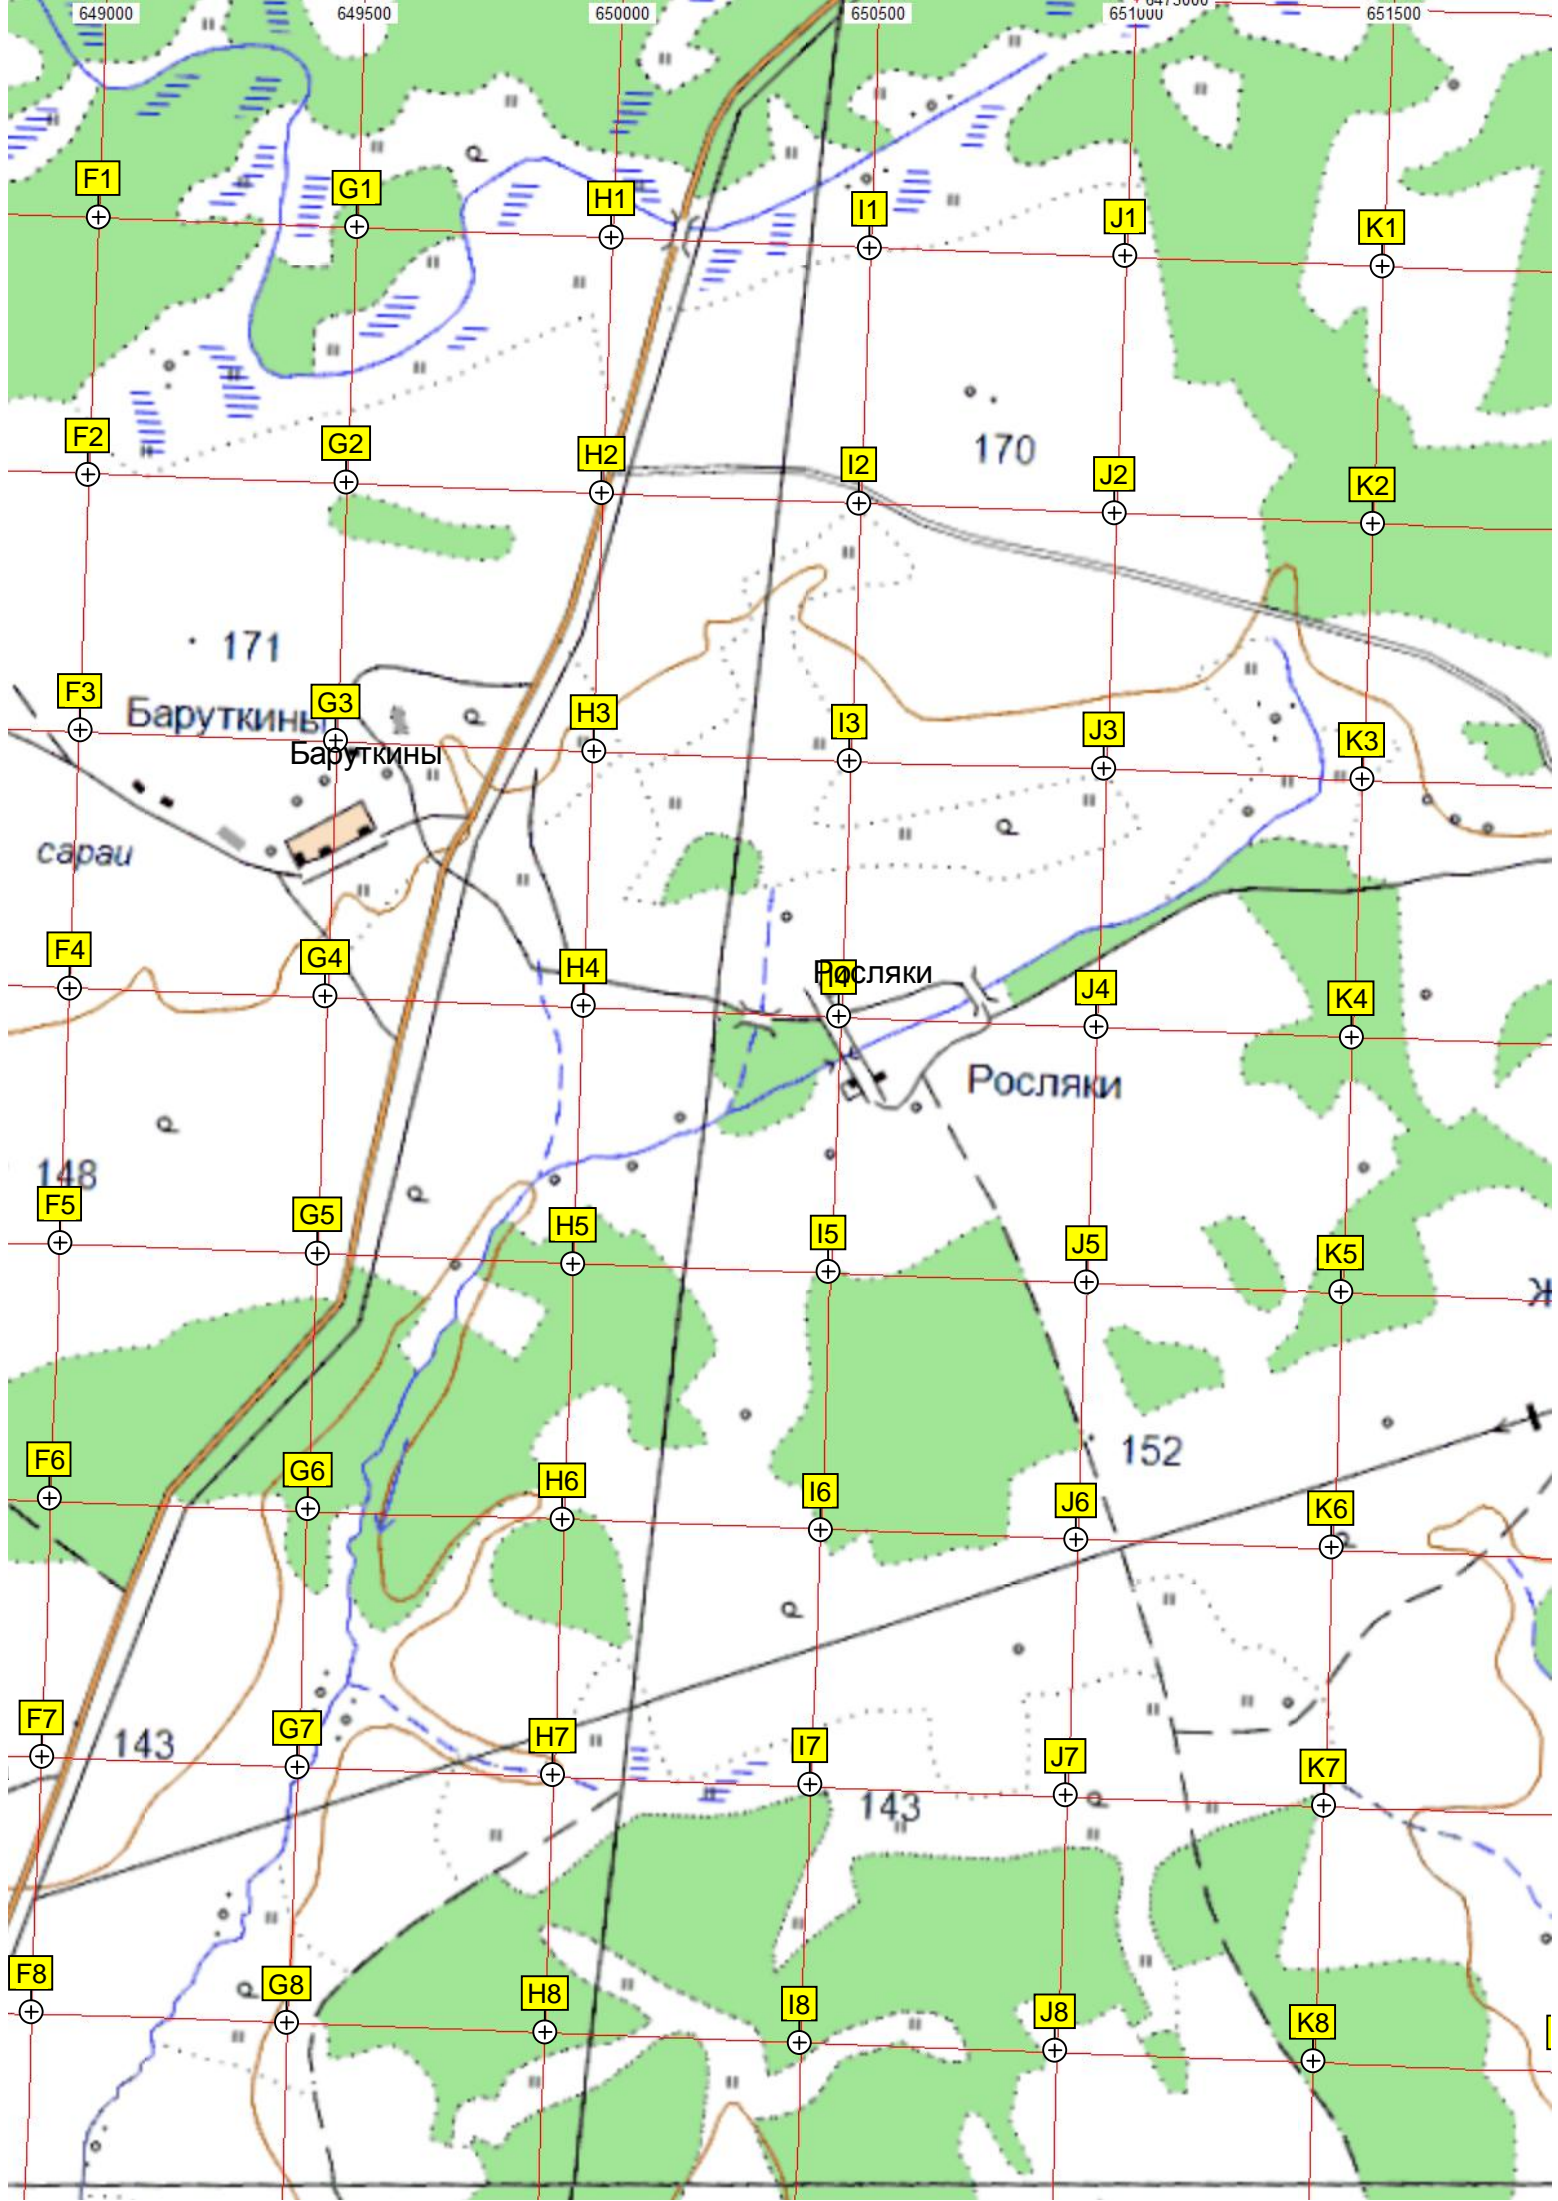 649000 649500 650000 650500 651000 6475000 651500
F1 G1 H1 I1 J1 K1
170
F2 G2 H2 I2 J2 K2
171
F3 Баруткины G3 H3 I3 J3 K3
Баруткины
сараи
F4 G4 H4 I4 Росляки J4 K4
Росляки
148
F5 G5 H5 I5 J5 K5
Ж
152
F6 G6 H6 I6 J6 K6
F7 143 G7 H7 I7 J7 K7
143
F8 G8 H8 I8 J8 K8